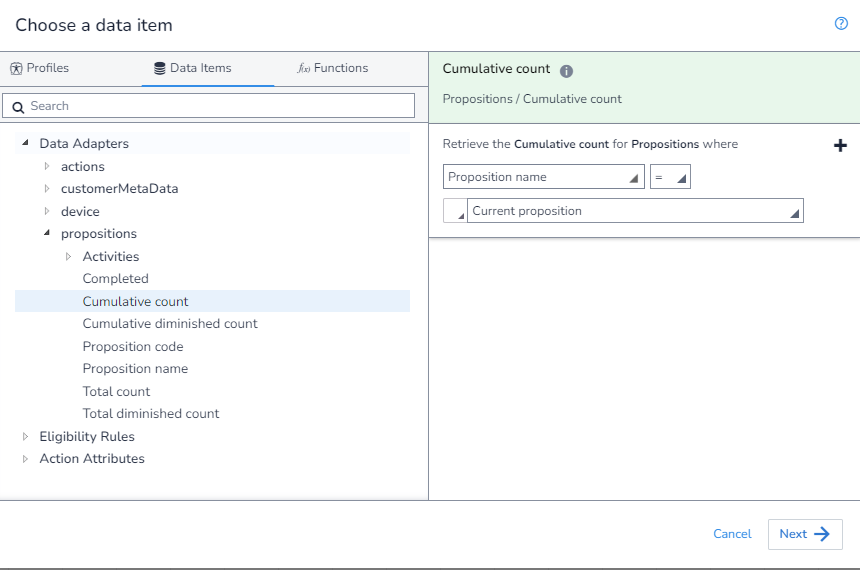 Choose a data item
Profiles Data Items f(x) Functions
Search
Data Adapters
actions
customerMetaData
device
propositions
Activities
Completed
Cumulative count
Cumulative diminished count
Proposition code
Proposition name
Total count
Total diminished count
Eligibility Rules
Action Attributes
Cumulative count
Propositions / Cumulative count
Retrieve the Cumulative count for Propositions where
Proposition name =
Current proposition
Cancel Next